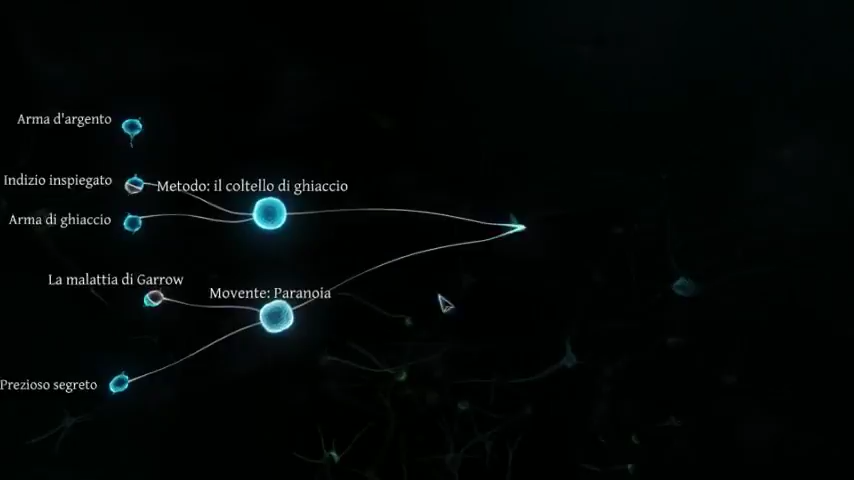 Arma d'argento
Indizio inspiegato
Metodo: il coltello di ghiaccio
Arma di ghiaccio
La malattia di Garrow
Movente: Paranoia
Prezioso segreto